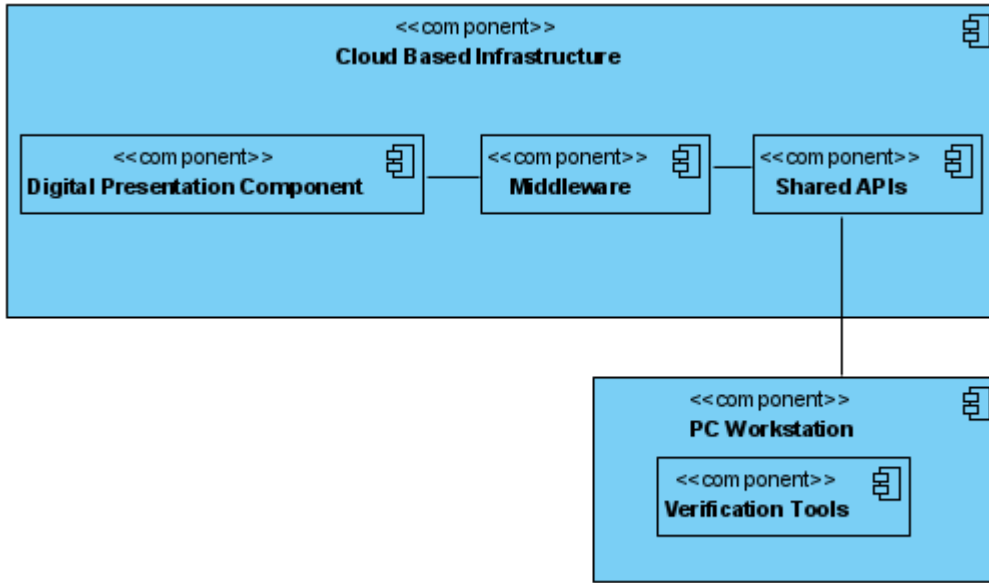 <<component>>
Cloud Based Infrastructure
<<component>>
Digital Presentation Component
<<component>>
Middleware
<<component>>
Shared APIs
<<component>>
PC Workstation
<<component>>
Verification Tools